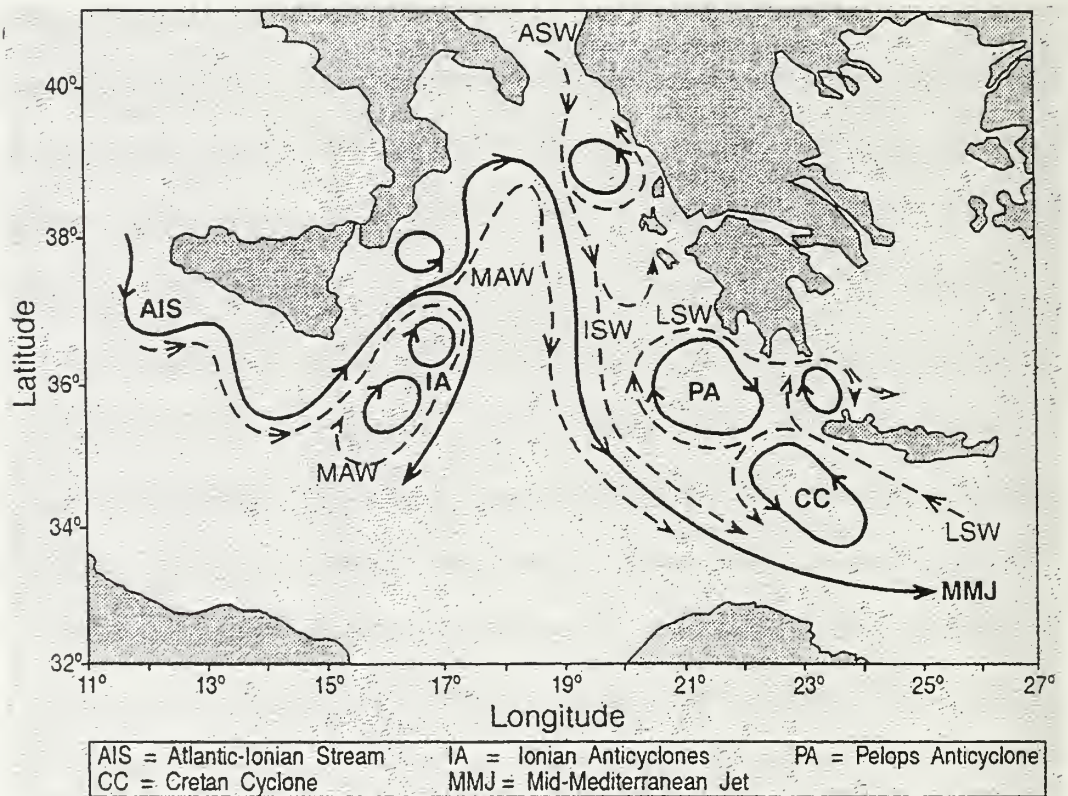 ASW
40°
38°
MAW
AIS
ISW
LSW
Latitude
36°
IA
PA
MAW
CC
34°
LSW
MMJ
32°
11° 13° 15° 17° 19° 21° 23° 25° 27°
Longitude
AIS = Atlantic-Ionian Stream IA = Ionian Anticyclones PA = Pelops Anticyclone
CC = Cretan Cyclone MMJ = Mid-Mediterranean Jet